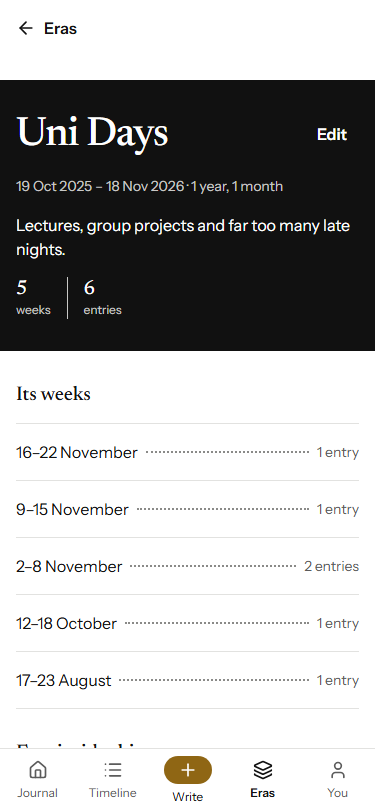 Eras
Uni Days
Edit
19 Oct 2025 – 18 Nov 2026 · 1 year, 1 month
Lectures, group projects and far too many late
nights.
5
weeks
6
entries
Its weeks
16–22 November
1 entry
9–15 November
1 entry
2–8 November
2 entries
12–18 October
1 entry
17–23 August
1 entry
Journal
Timeline
Write
Eras
You